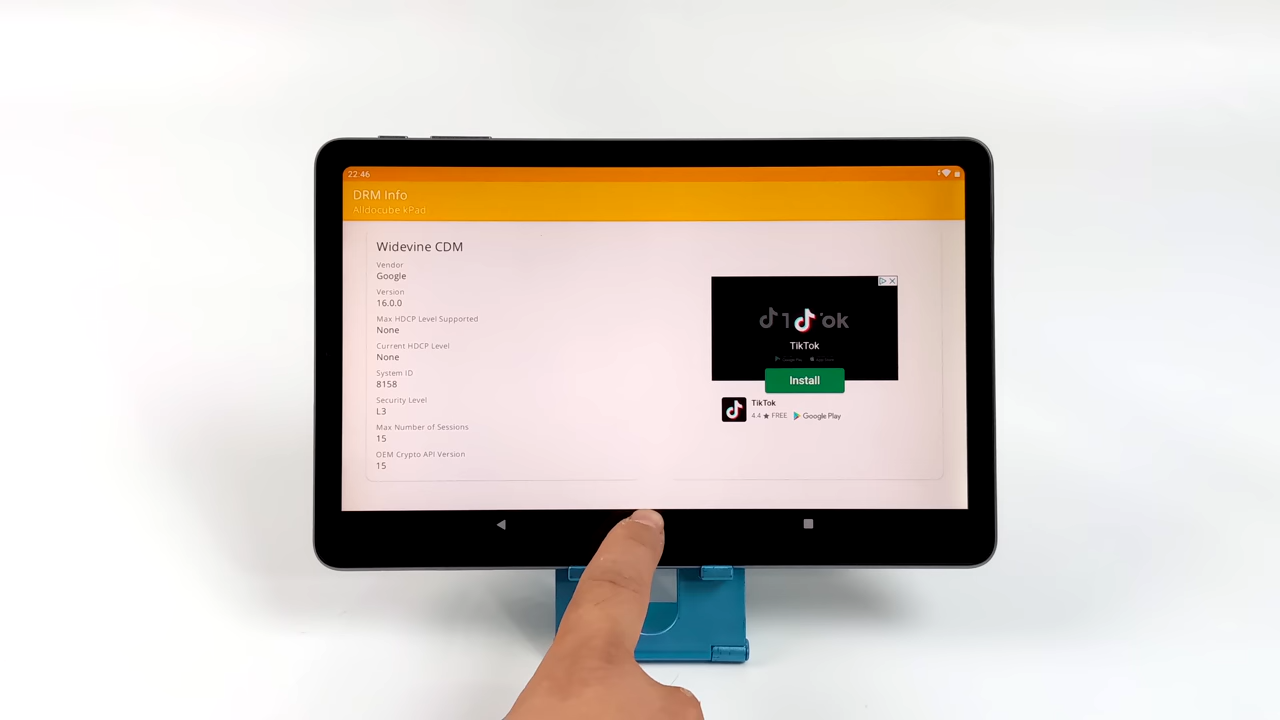 22:46
DRM Info
Alldocube kPad
Widevine CDM
Vendor
Google
Version
16.0.0
Max HDCP Level Supported
None
Current HDCP Level
None
System ID
8158
Security Level
L3
Max Number of Sessions
15
OEM Crypto API Version
15
TikTok
Install
TikTok
4.4 ★ FREE Google Play